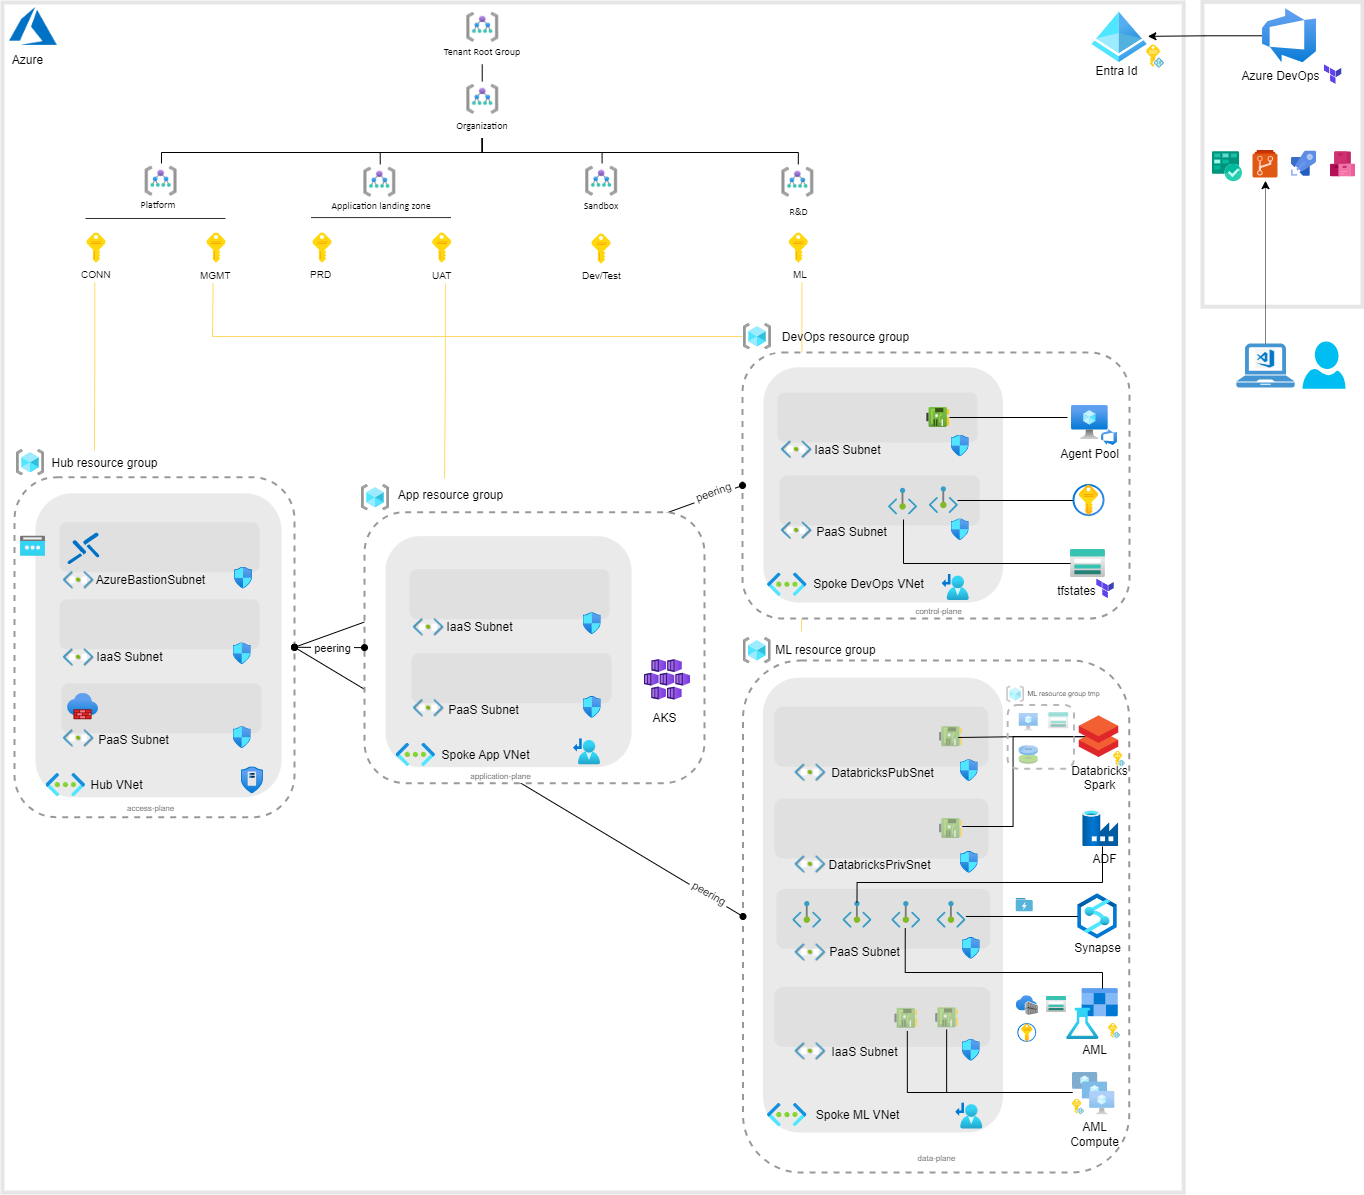 Azure
Tenant Root Group
Organization
Platform
Application landing zone
Sandbox
R&D
CONN
MGMT
PRD
UAT
Dev/Test
ML
Entra Id
Azure DevOps
Hub resource group
AzureBastionSubnet
IaaS Subnet
PaaS Subnet
Hub VNet
access-plane
peering
App resource group
IaaS Subnet
PaaS Subnet
Spoke App VNet
application-plane
AKS
peering
peering
DevOps resource group
IaaS Subnet
PaaS Subnet
Spoke DevOps VNet
control-plane
Agent Pool
tfstates
ML resource group
ML resource group tmp
DatabricksPubSnet
Databricks
Spark
DatabricksPrivSnet
ADF
PaaS Subnet
Synapse
IaaS Subnet
AML
Spoke ML VNet
AML
Compute
data-plane